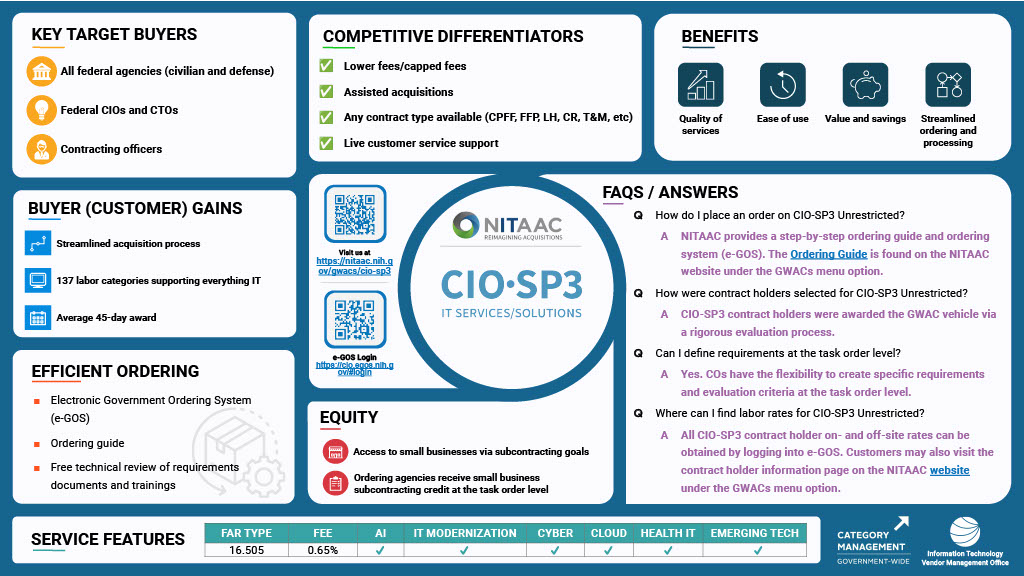 KEY TARGET BUYERS
All federal agencies (civilian and defense)
Federal CIOs and CTOs
Contracting officers
COMPETITIVE DIFFERENTIATORS
Lower fees/capped fees
Assisted acquisitions
Any contract type available (CPFF, FFP, LH, CR, T&M, etc)
Live customer service support
BENEFITS
Quality of
services
Ease of use
Value and savings
Streamlined
ordering and
processing
BUYER (CUSTOMER) GAINS
Streamlined acquisition process
137 labor categories supporting everything IT
Average 45-day award
Visit us at
https://nitaac.nih.g
ov/gwacs/cio-sp3
e-GOS Login
https://cio.egos.nih.g
ov/#login
NITAAC
REIMAGINING ACQUISITIONS
CIO·SP3
IT SERVICES/SOLUTIONS
FAQS / ANSWERS
Q How do I place an order on CIO-SP3 Unrestricted?
A NITAAC provides a step-by-step ordering guide and ordering
system (e-GOS). The Ordering Guide is found on the NITAAC
website under the GWACs menu option.
Q How were contract holders selected for CIO-SP3 Unrestricted?
A CIO-SP3 contract holders were awarded the GWAC vehicle via
a rigorous evaluation process.
Q Can I define requirements at the task order level?
A Yes. COs have the flexibility to create specific requirements
and evaluation criteria at the task order level.
Q Where can I find labor rates for CIO-SP3 Unrestricted?
A All CIO-SP3 contract holder on- and off-site rates can be
obtained by logging into e-GOS. Customers may also visit the
contract holder information page on the NITAAC website
under the GWACs menu option.
EFFICIENT ORDERING
Electronic Government Ordering System
(e-GOS)
Ordering guide
Free technical review of requirements
documents and trainings
EQUITY
Access to small businesses via subcontracting goals
Ordering agencies receive small business
subcontracting credit at the task order level
SERVICE FEATURES
FAR TYPE FEE AI IT MODERNIZATION CYBER CLOUD HEALTH IT EMERGING TECH
16.505 0.65% ✓ ✓ ✓ ✓ ✓ ✓
CATEGORY
MANAGEMENT
GOVERNMENT-WIDE
Information Technology
Vendor Management Office